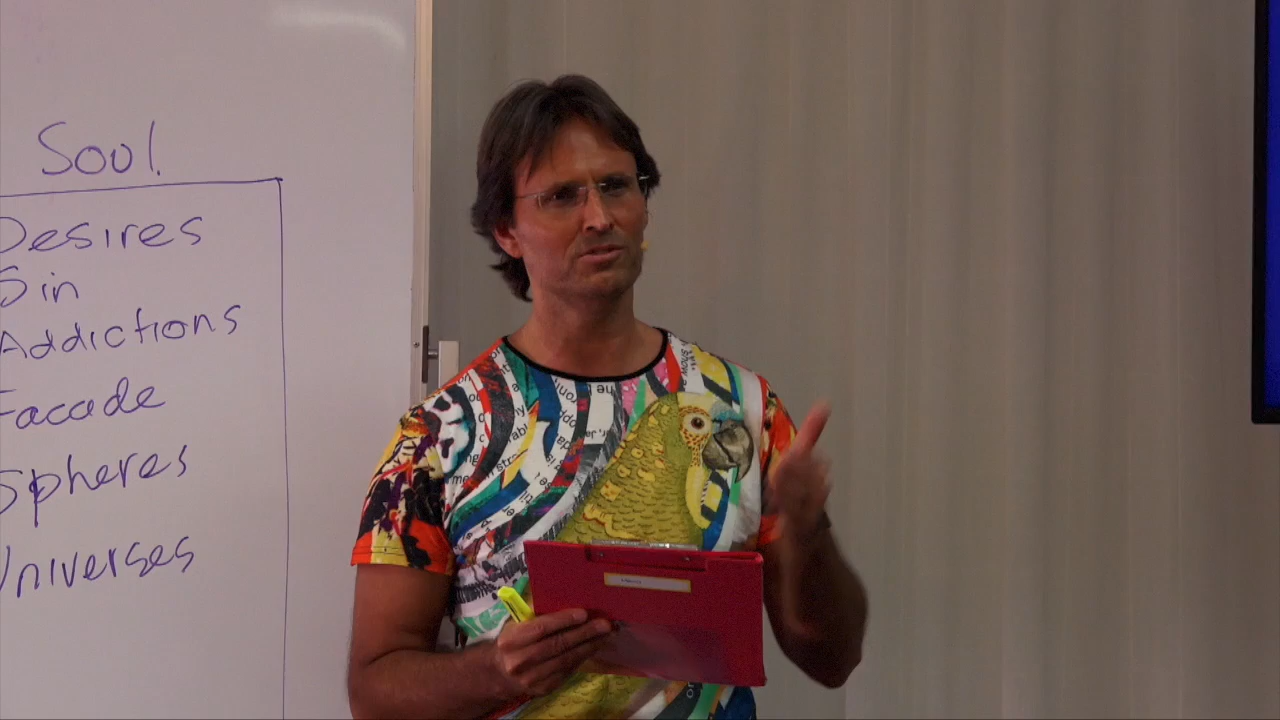 Soul
Desires
Sin
Addictions
Facade
Spheres
Universes